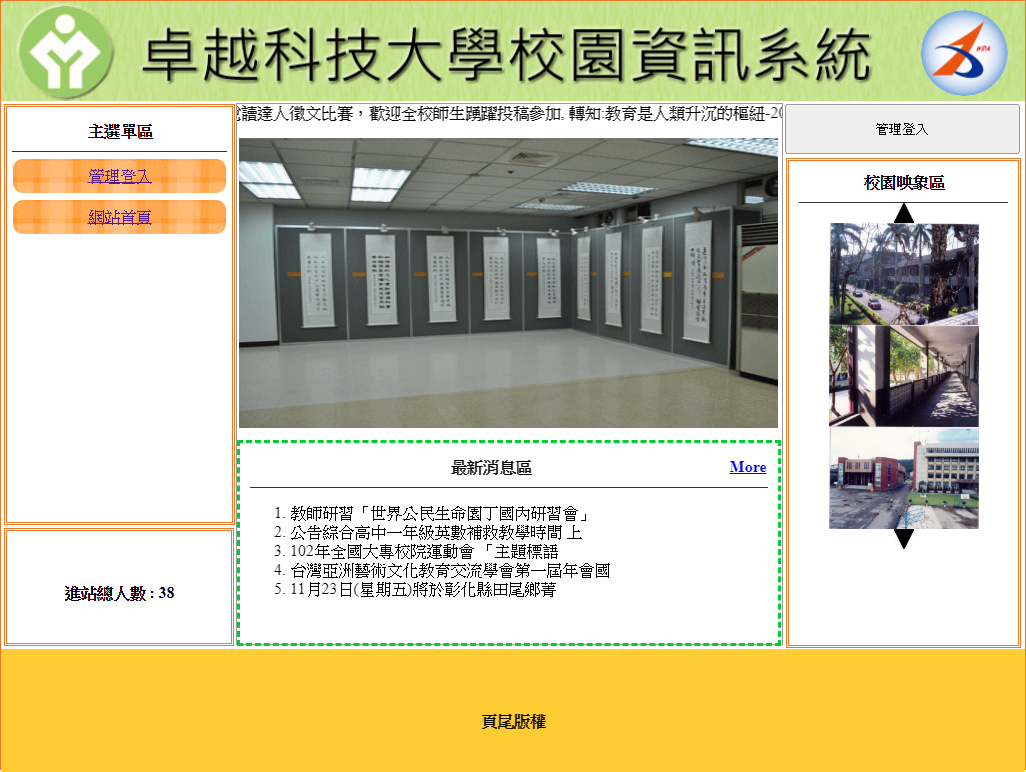 卓越科技大學校園資訊系統
主選單區
管理登入
網站首頁
進站總人數 : 38
讀達人徵文比賽，歡迎全校師生踴躍投稿參加, 轉知:教育是人類升沉的樞紐-20
最新消息區
More
1. 教師研習「世界公民生命園丁國內研習會」
2. 公告綜合高中一年級英數補救教學時間 上
3. 102年全國大專校院運動會 「主題標語
4. 台灣亞洲藝術文化教育交流學會第一屆年會國
5. 11月23日(星期五)將於彰化縣田尾鄉菁
管理登入
校園映象區
頁尾版權